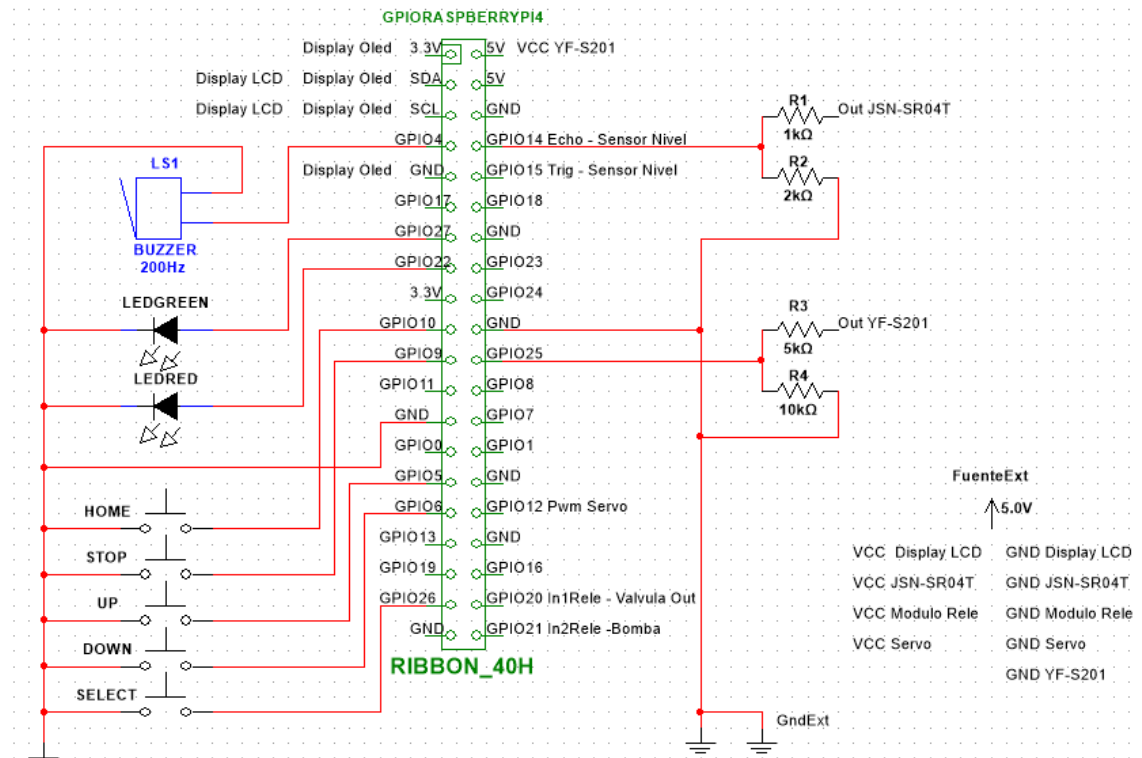 GPIORASPBERRYPI4
Display Oled 3.3V 5V VCC YF-S201
Display LCD Display Oled SDA 5V
Display LCD Display Oled SCL GND
GPIO4 GPIO14 Echo - Sensor Nivel
Display Oled GND GPIO15 Trig - Sensor Nivel
GPIO17 GPIO18
GPIO27 GND
GPIO22 GPIO23
3.3V GPIO24
GPIO10 GND
GPIO9 GPIO25
GPIO11 GPIO8
GND GPIO7
GPIO0 GPIO1
GPIO5 GND
GPIO6 GPIO12 Pwm Servo
GPIO13 GND
GPIO19 GPIO16
GPIO26 GPIO20 In1Rele - Valvula Out
GND GPIO21 In2Rele -Bomba
RIBBON_40H
LS1
BUZZER
200Hz
LEDGREEN
LEDRED
HOME
STOP
UP
DOWN
SELECT
R1 Out JSN-SR04T
1kΩ
R2
2kΩ
R3 Out YF-S201
5kΩ
R4
10kΩ
FuenteExt
5.0V
VCC Display LCD GND Display LCD
VCC JSN-SR04T GND JSN-SR04T
VCC Modulo Rele GND Modulo Rele
VCC Servo GND Servo
GND YF-S201
GndExt